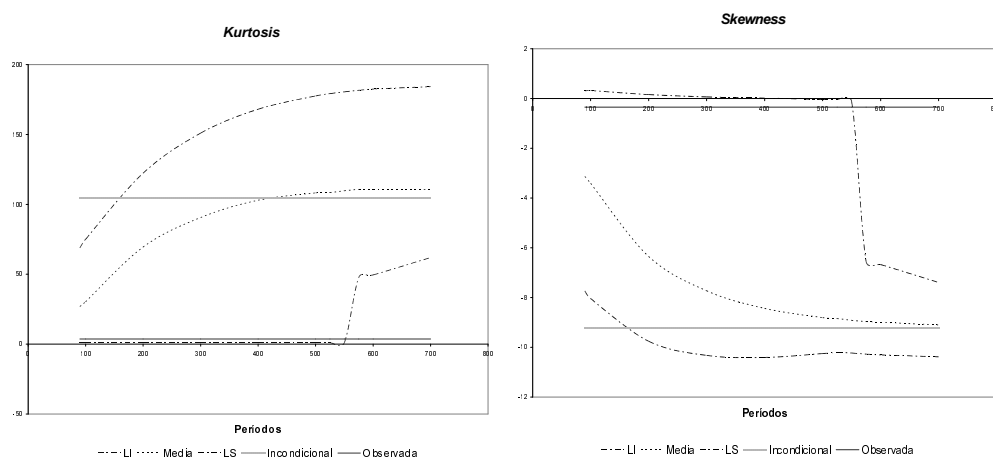 Kurtosis
200
150
100
50
0
-50
0 100 200 300 400 500 600 700 800
Períodos
LI Media LS Incondicional Observada
Skewness
2
0
-2
-4
-6
-8
-10
-12
0 100 200 300 400 500 600 700
Períodos
LI Media LS Incondicional Observada